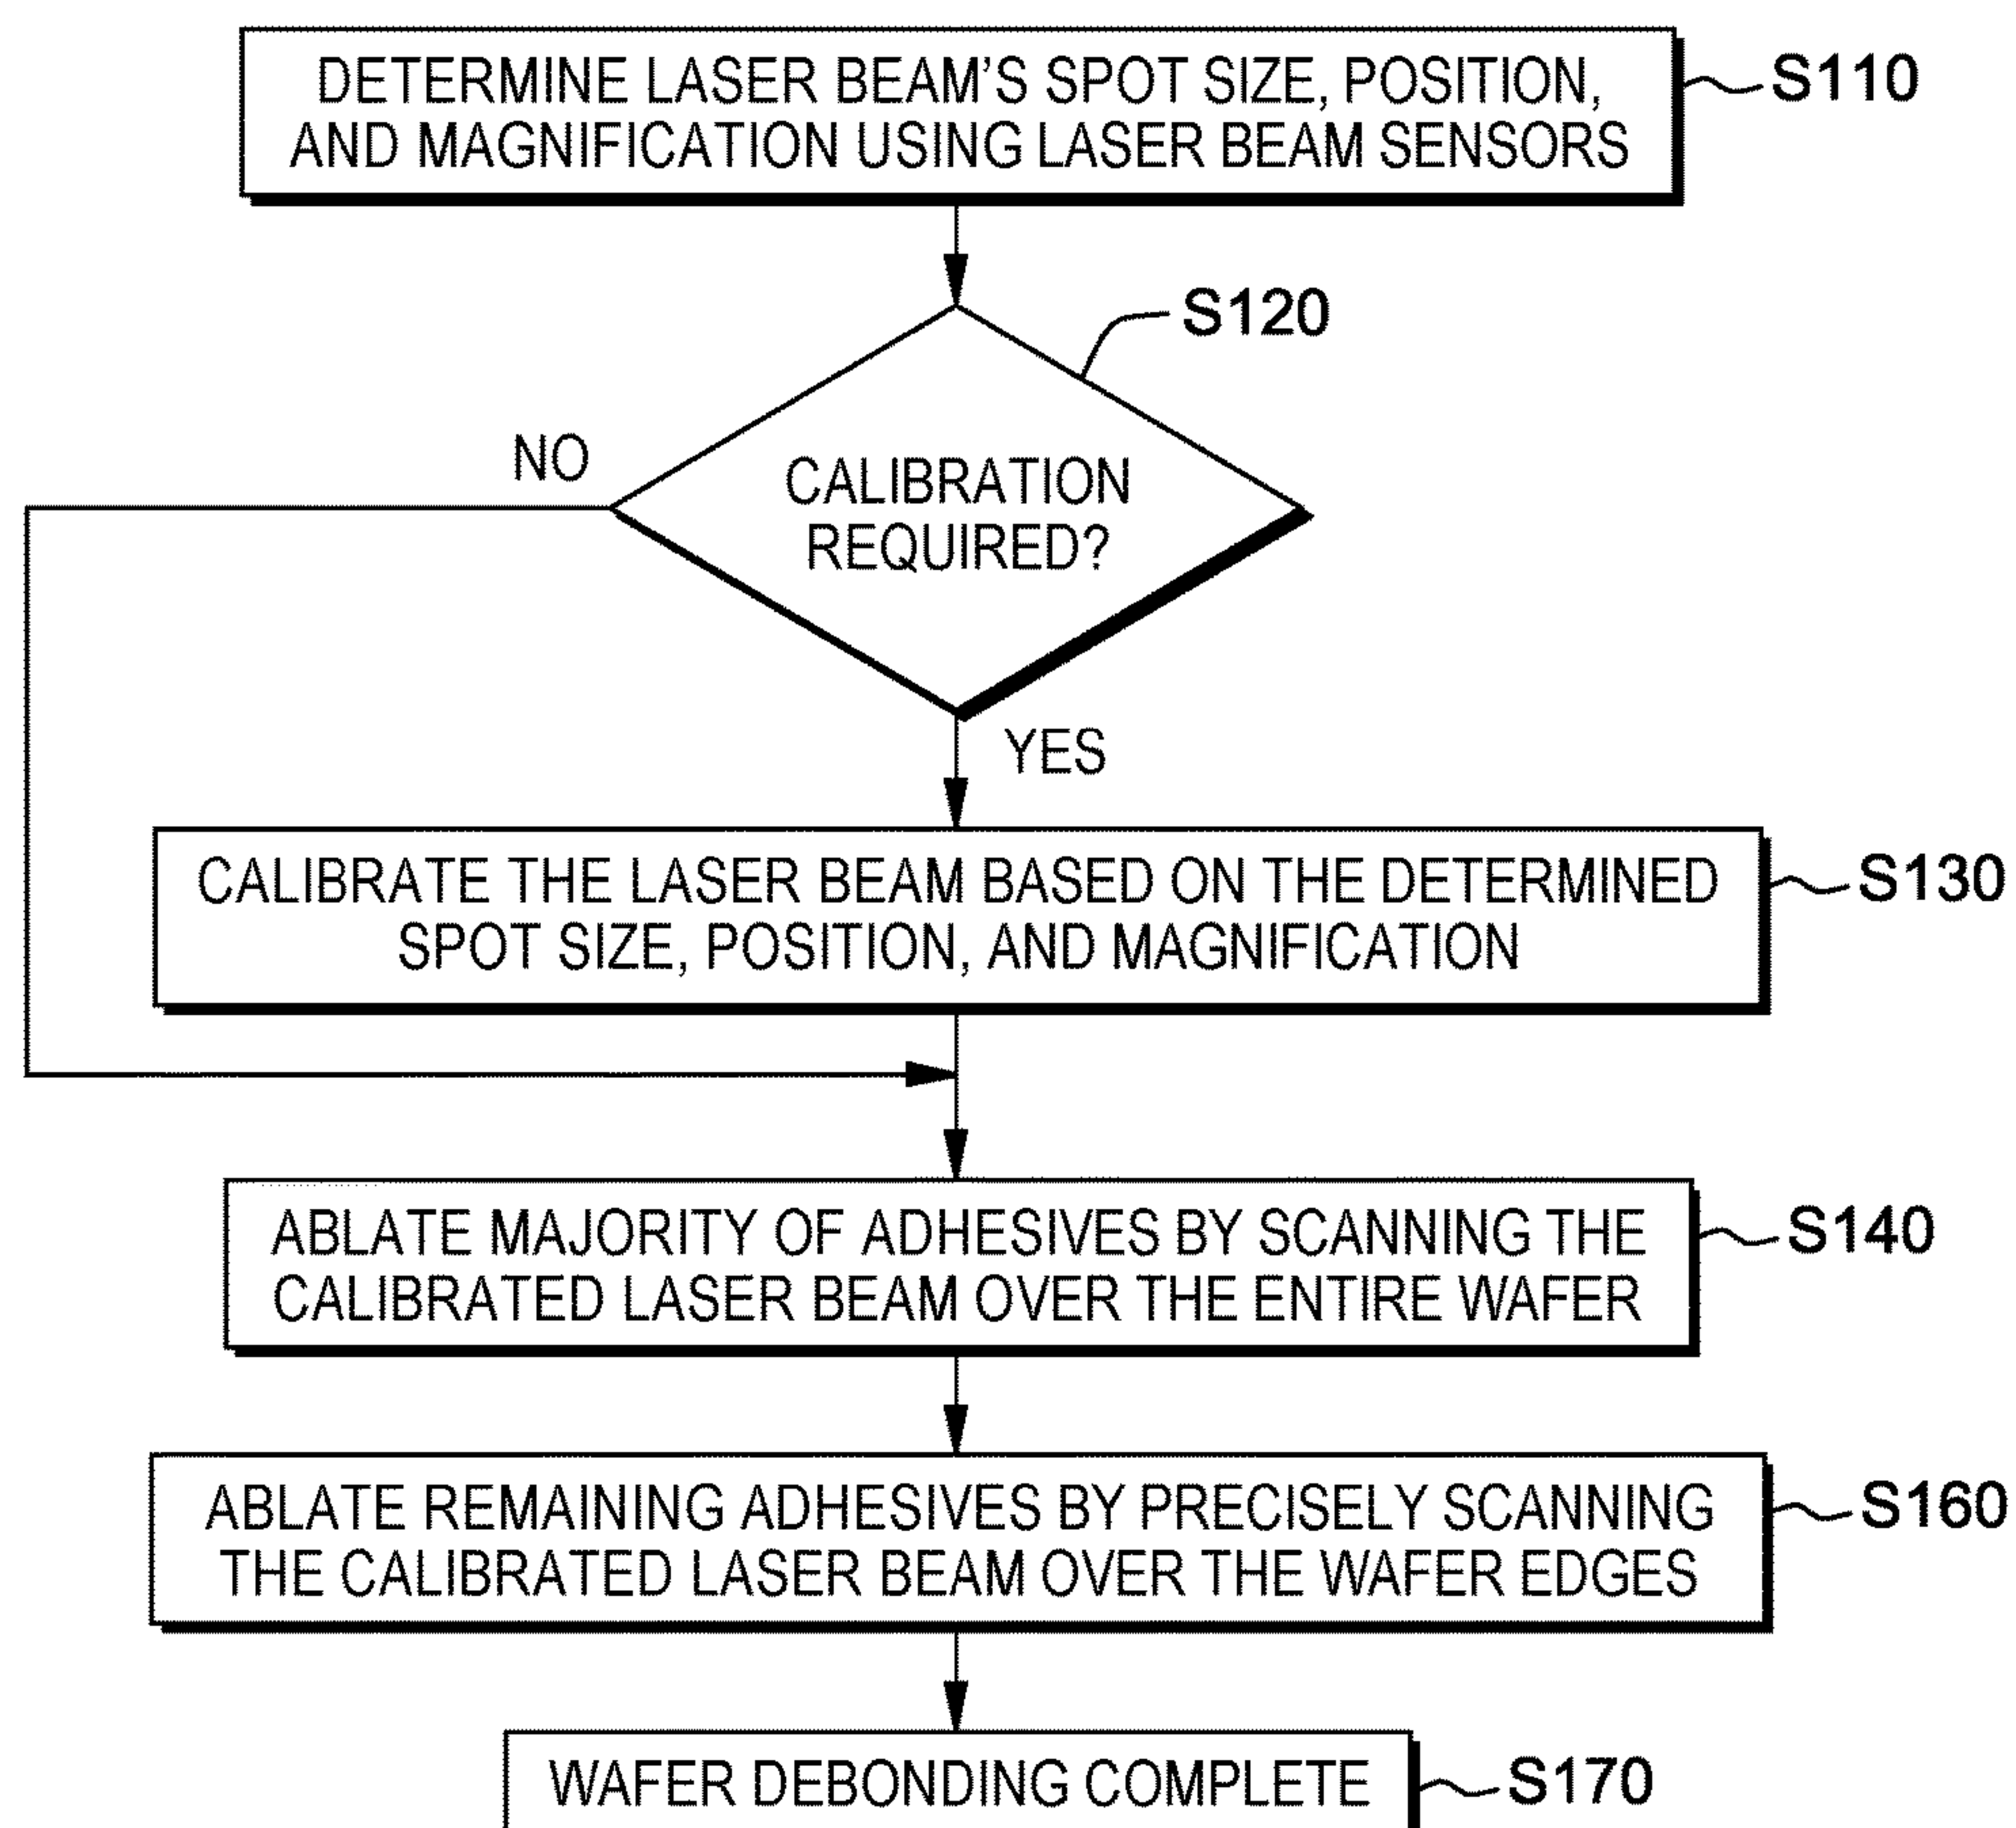 DETERMINE LASER BEAM'S SPOT SIZE, POSITION,
AND MAGNIFICATION USING LASER BEAM SENSORS
S110
S120
NO
CALIBRATION
REQUIRED?
YES
CALIBRATE THE LASER BEAM BASED ON THE DETERMINED
SPOT SIZE, POSITION, AND MAGNIFICATION
S130
ABLATE MAJORITY OF ADHESIVES BY SCANNING THE
CALIBRATED LASER BEAM OVER THE ENTIRE WAFER
S140
ABLATE REMAINING ADHESIVES BY PRECISELY SCANNING
THE CALIBRATED LASER BEAM OVER THE WAFER EDGES
S160
WAFER DEBONDING COMPLETE
S170